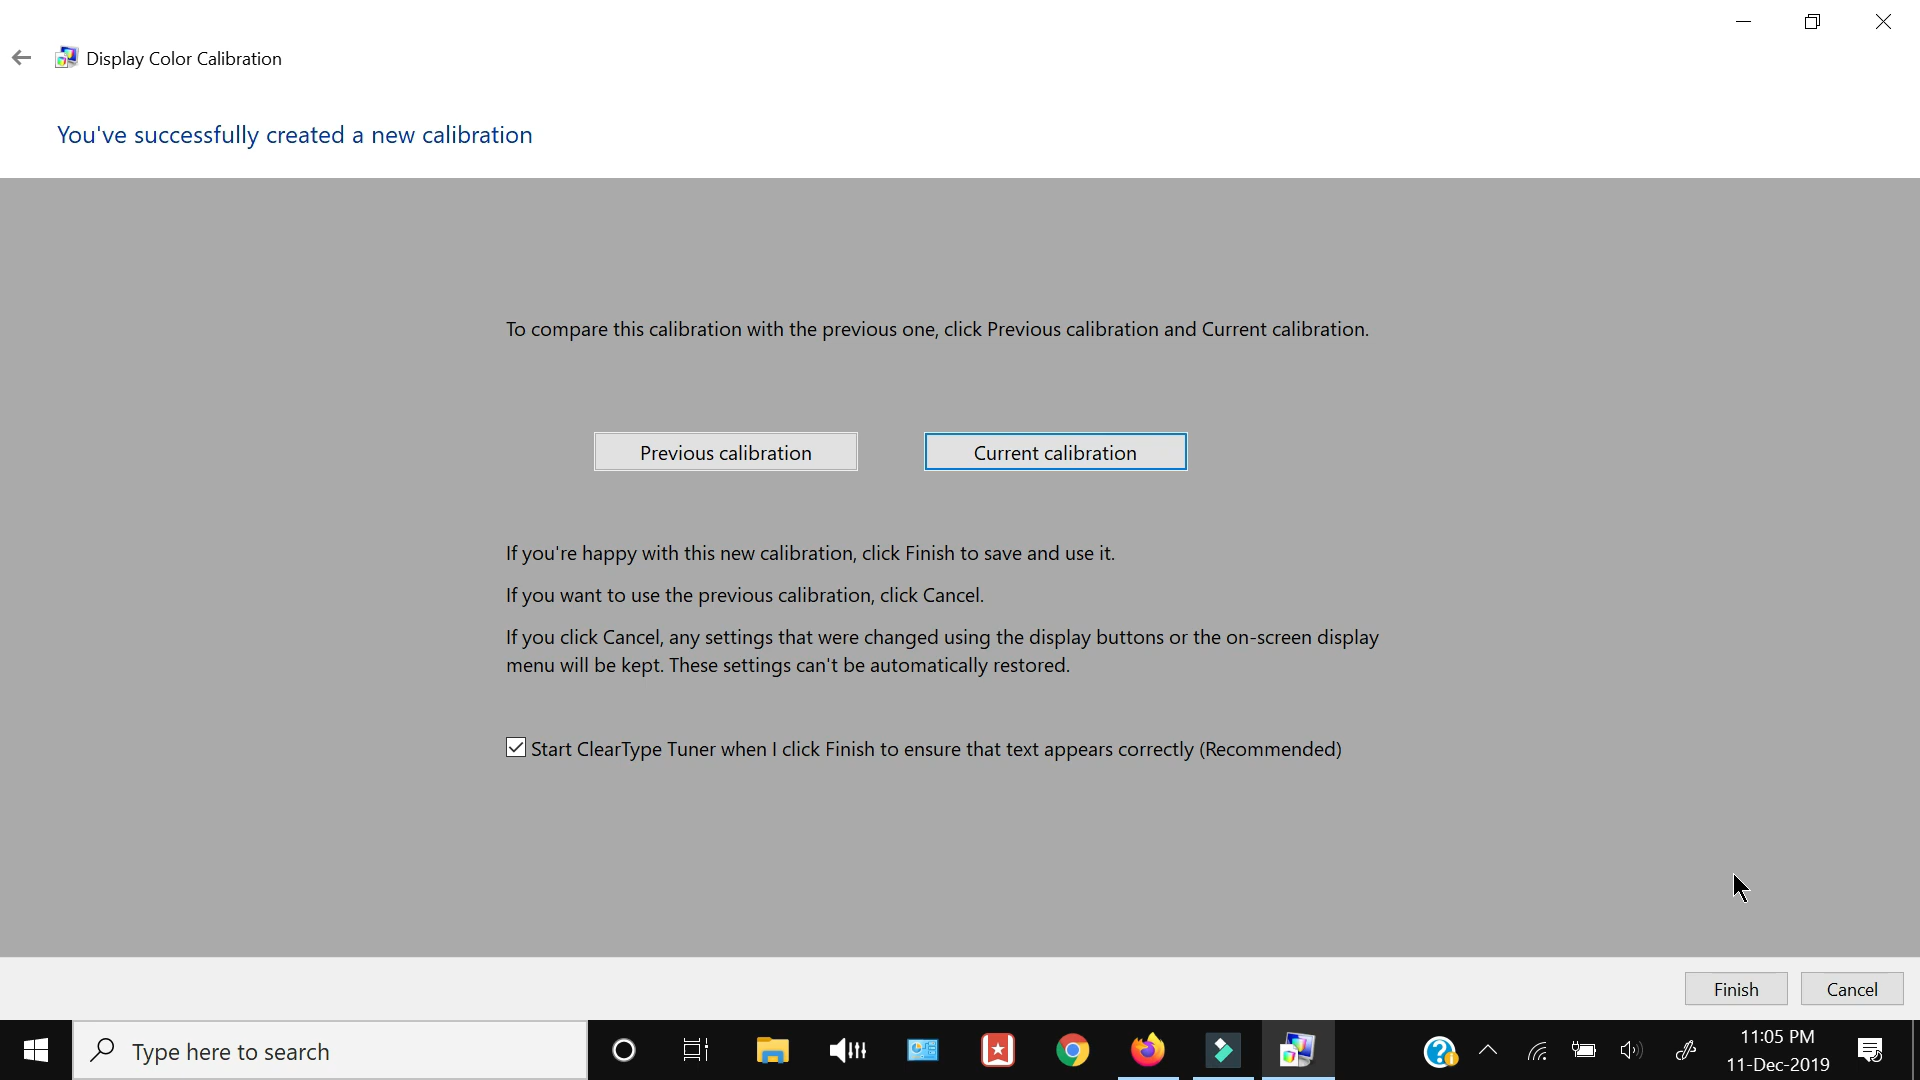 Display Color Calibration
You've successfully created a new calibration
To compare this calibration with the previous one, click Previous calibration and Current calibration.
Previous calibration
Current calibration
If you're happy with this new calibration, click Finish to save and use it.
If you want to use the previous calibration, click Cancel.
If you click Cancel, any settings that were changed using the display buttons or the on-screen display
menu will be kept. These settings can't be automatically restored.
Start ClearType Tuner when I click Finish to ensure that text appears correctly (Recommended)
Finish
Cancel
Type here to search
11:05 PM
11-Dec-2019